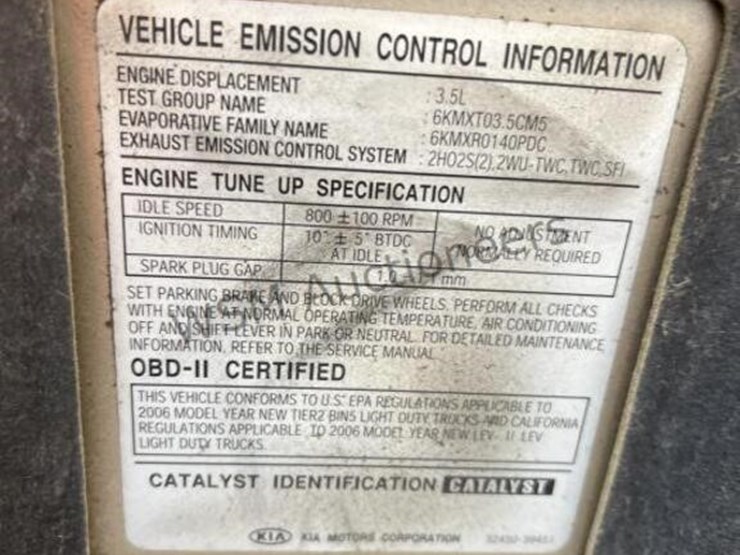 VEHICLE EMISSION CONTROL INFORMATION
ENGINE DISPLACEMENT : 3.5L
TEST GROUP NAME : 6KMXT03.5CM5
EVAPORATIVE FAMILY NAME : 6KMXR0140PDC
EXHAUST EMISSION CONTROL SYSTEM : 2HO2S(2), 2WU-TWC, TWC, SFI
ENGINE TUNE UP SPECIFICATION
IDLE SPEED 800 ±100 RPM
IGNITION TIMING 10° ± 5° BTDC AT IDLE
NO ADJUSTMENT
NORMALLY REQUIRED
SPARK PLUG GAP mm
SET PARKING BRAKE AND BLOCK DRIVE WHEELS. PERFORM ALL CHECKS
WITH ENGINE AT NORMAL OPERATING TEMPERATURE, AIR CONDITIONING
OFF AND SHIFT LEVER IN PARK OR NEUTRAL. FOR DETAILED MAINTENANCE
INFORMATION, REFER TO THE SERVICE MANUAL
OBD-II CERTIFIED
THIS VEHICLE CONFORMS TO U.S. EPA REGULATIONS APPLICABLE TO
2006 MODEL YEAR NEW TIER2 BIN5 LIGHT DUTY TRUCKS AND CALIFORNIA
REGULATIONS APPLICABLE TO 2006 MODEL YEAR NEW LEV- II LEV
LIGHT DUTY TRUCKS
CATALYST IDENTIFICATION CATALYST
KIA KIA MOTORS CORPORATION
Auctioneers